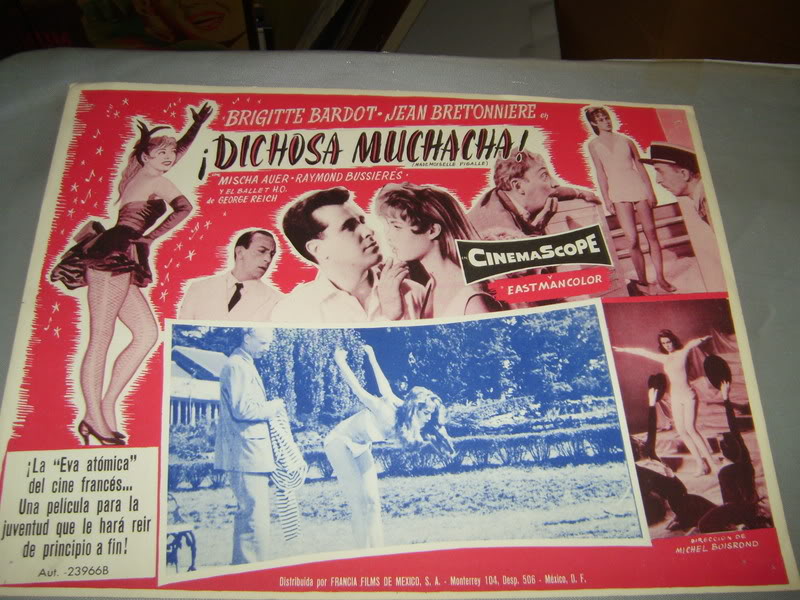 BRIGITTE BARDOT - JEAN BRETONNIERE en
¡DICHOSA MUCHACHA!
(MADEMOISELLE PIGALLE)
con MISCHA AUER - RAYMOND BUSSIERES -
Y EL BALLET H.O.
de GEORGE REICH
EN CINEMASCOPE
EASTMANCOLOR
¡La "Eva atómica"
del cine francés...
Una película para la
juventud que le hará reir
de principio a fin!
Aut. -23966B
DIRECCION DE
MICHEL BOISROND
Distribuida por FRANCIA FILMS DE MEXICO, S. A. - Monterrey 104, Desp. 506 - México, D. F.